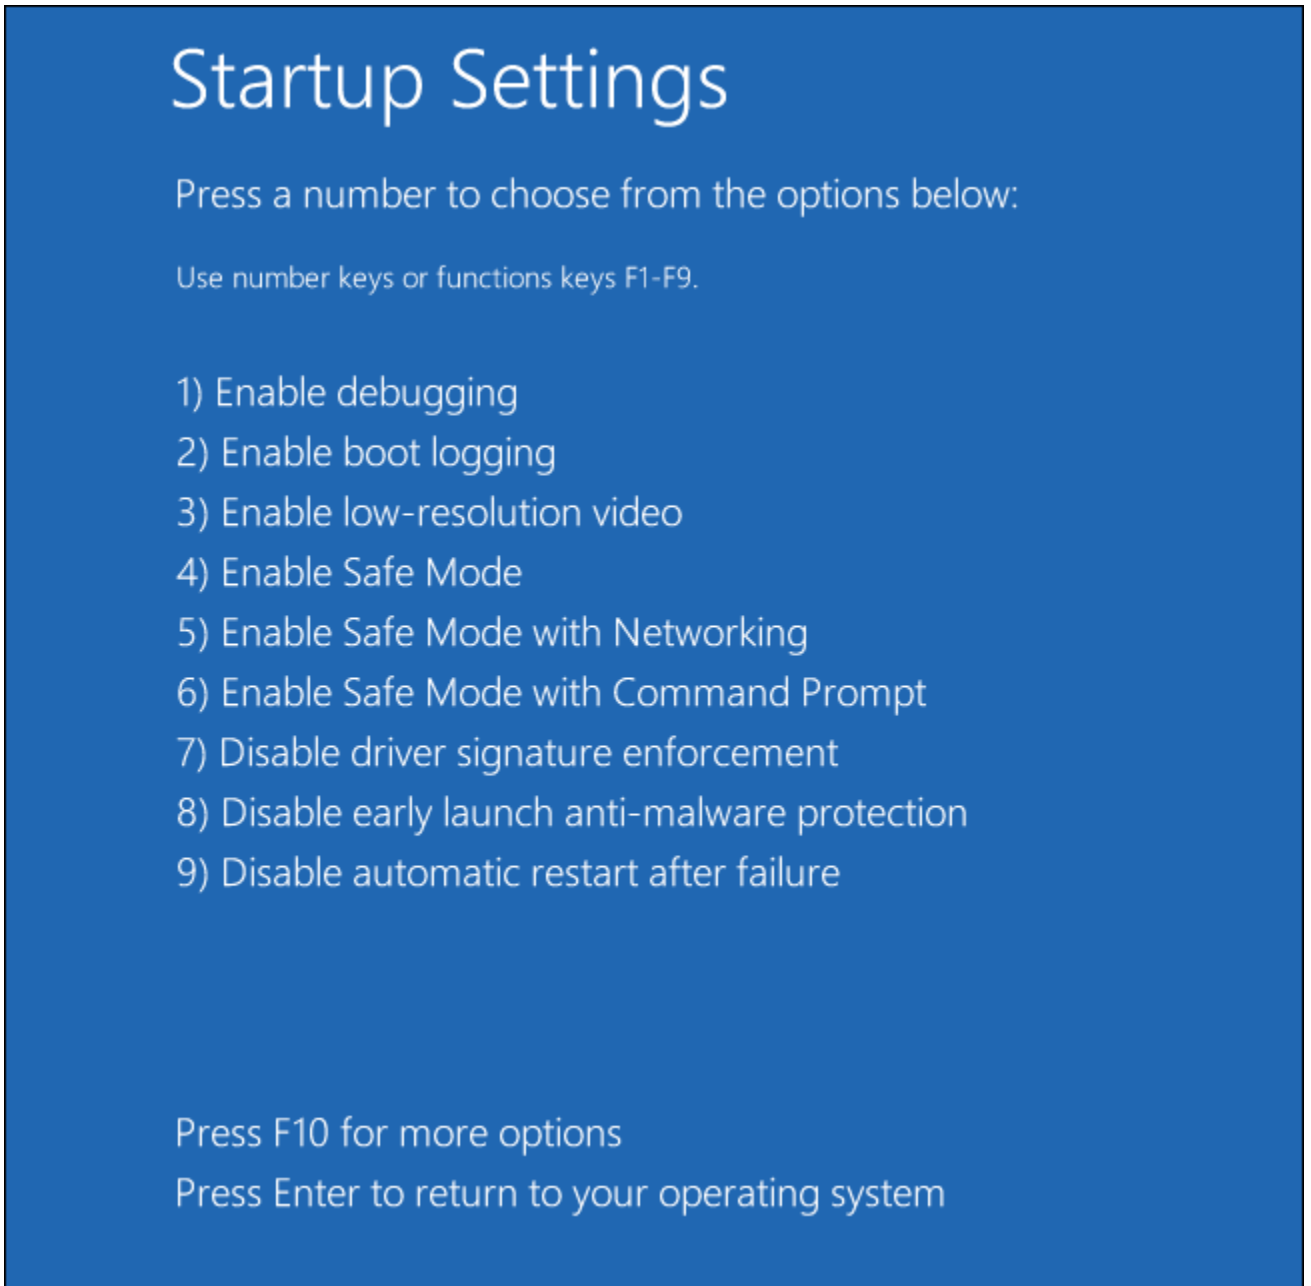 Startup Settings
Press a number to choose from the options below:
Use number keys or functions keys F1-F9.
1) Enable debugging
2) Enable boot logging
3) Enable low-resolution video
4) Enable Safe Mode
5) Enable Safe Mode with Networking
6) Enable Safe Mode with Command Prompt
7) Disable driver signature enforcement
8) Disable early launch anti-malware protection
9) Disable automatic restart after failure
Press F10 for more options
Press Enter to return to your operating system